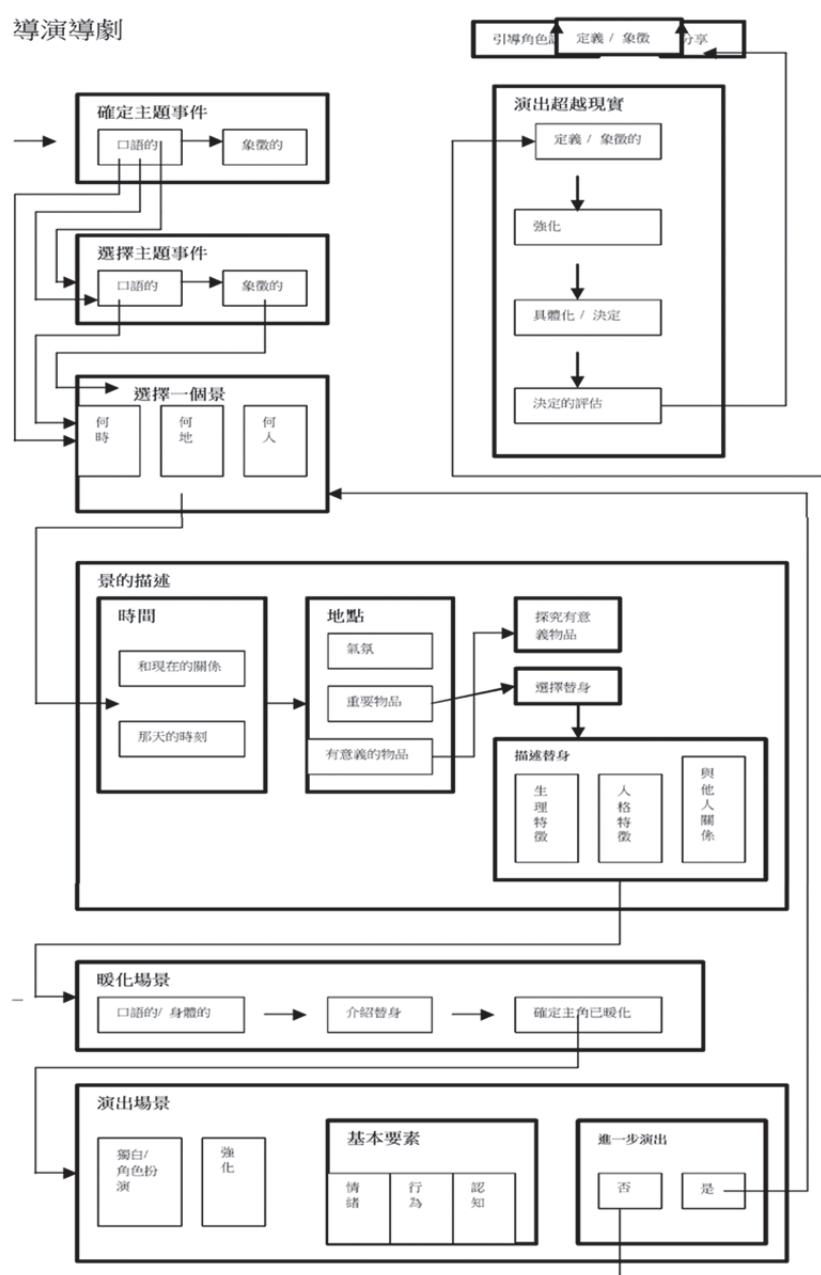 導演導劇
引導角色
定義 / 象徵
分享
確定主題事件
口語的
象徵的
選擇主題事件
口語的
象徵的
選擇一個景
何時
何地
何人
演出超越現實
定義 / 象徵的
強化
具體化 / 決定
決定的評估
景的描述
時間
和現在的關係
那天的時刻
地點
氣氛
重要物品
有意義的物品
探究有意
義物品
選擇替身
描述替身
生理特徵
人格特徵
與他人關係
暖化場景
口語的/ 身體的
介紹替身
確定主角已暖化
演出場景
獨白/
角色扮
演
強化
基本要素
情緒
行為
認知
進一步演出
否
是